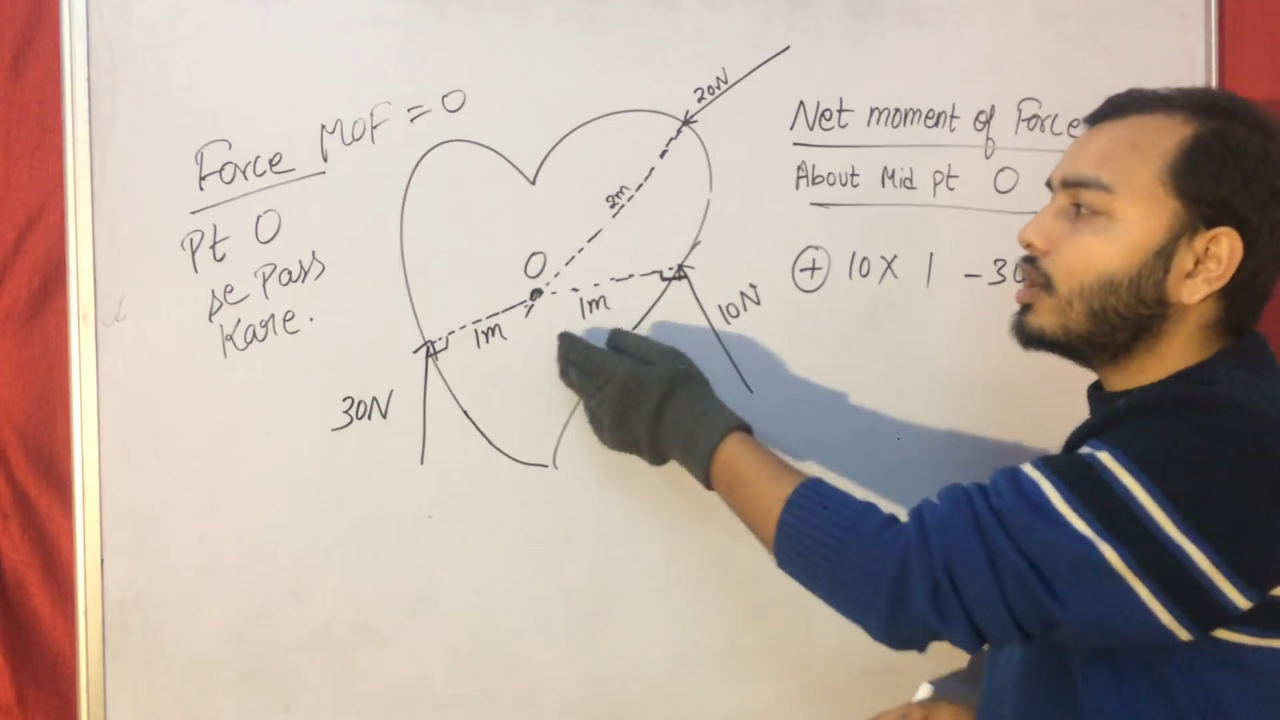 Force MOF = 0
Pt O
se Pass
Kare.
20N
2m
O
1m
1m
10N
30N
Net moment of Force
About Mid pt O
⊕ 10 X 1 - 30